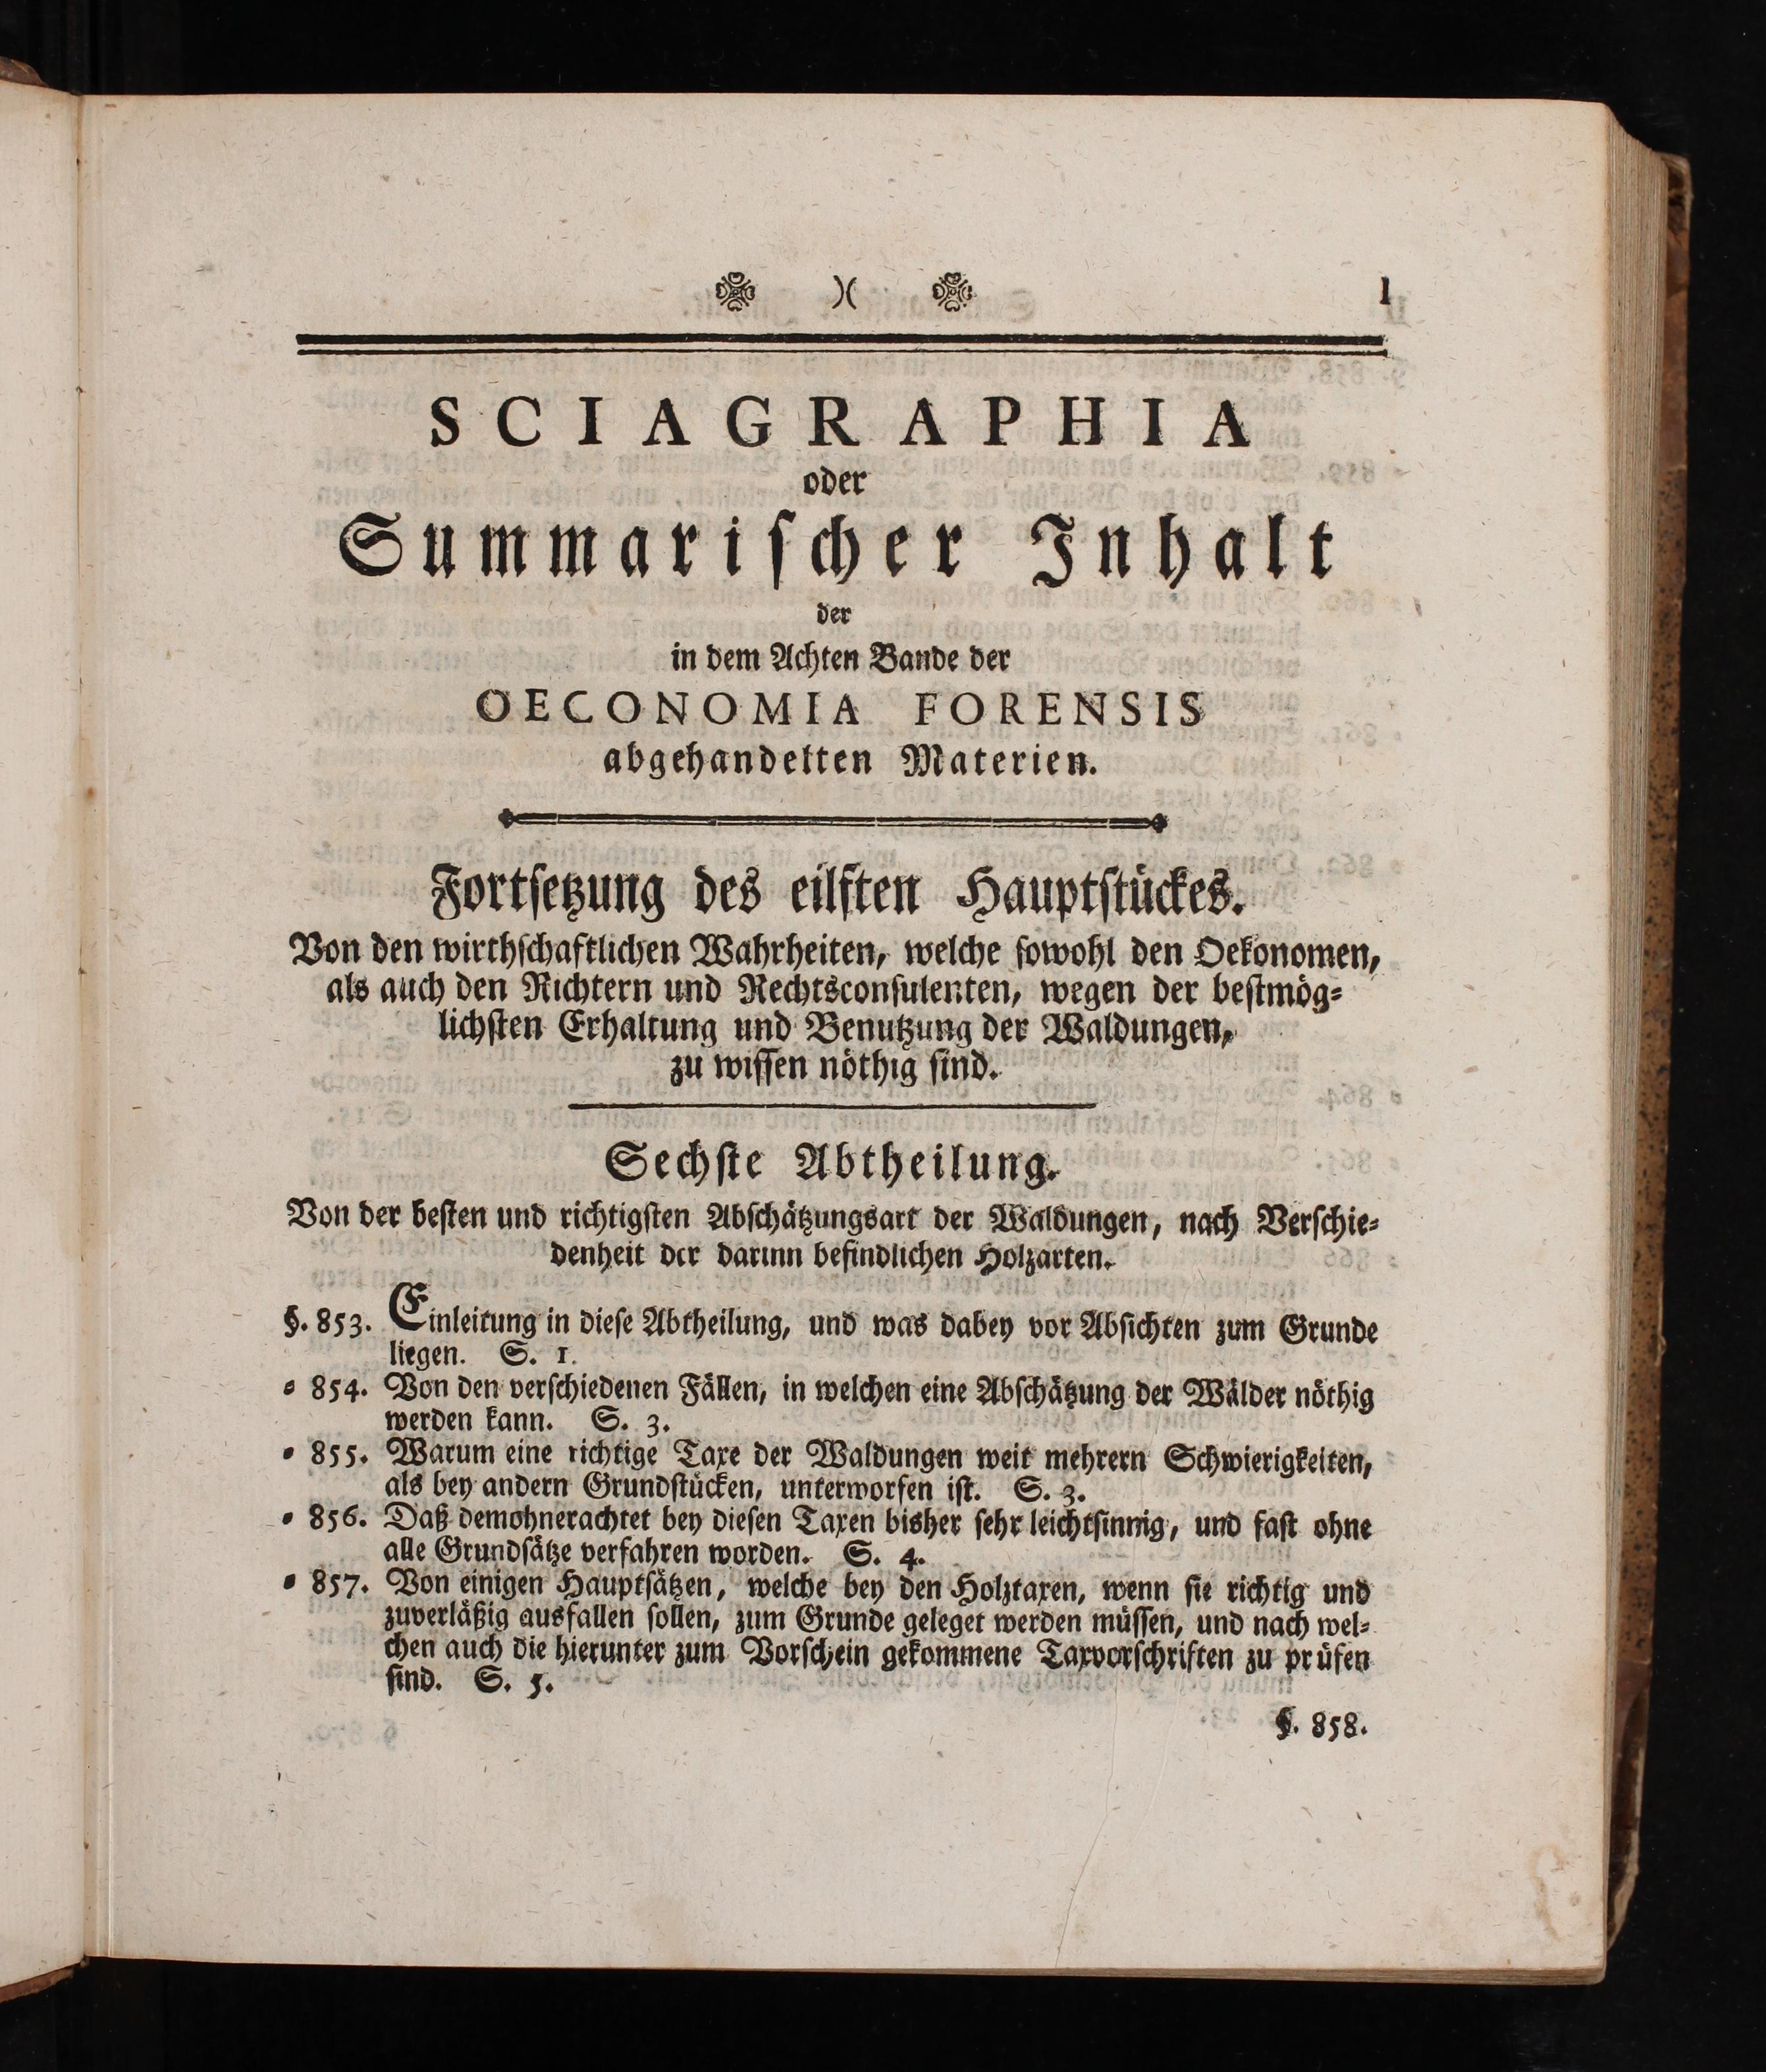 )( I
SCIAGRAPHIA
oder
Summarischer Inhalt
der
in dem Achten Bande der
OECONOMIA FORENSIS
abgehandelten Materien.
Fortsetzung des eilften Hauptstückes.
Von den wirthschaftlichen Wahrheiten, welche sowohl den Oekonomen,
als auch den Richtern und Rechtsconsulenten, wegen der bestmög-
lichsten Erhaltung und Benutzung der Waldungen,
zu wissen nöthig sind.
Sechste Abtheilung.
Von der besten und richtigsten Abschätzungsart der Waldungen, nach Verschie-
denheit der darinn befindlichen Holzarten.
§. 853. Einleitung in diese Abtheilung, und was dabey vor Absichten zum Grunde
liegen. S. 1.
= 854. Von den verschiedenen Fällen, in welchen eine Abschätzung der Wälder nöthig
werden kann. S. 3.
= 855. Warum eine richtige Taxe der Waldungen weit mehrern Schwierigkeiten,
als bey andern Grundstücken, unterworfen ist. S. 3.
= 856. Daß demohnerachtet bey diesen Taxen bisher sehr leichtsinnig, und fast ohne
alle Grundsätze verfahren worden. S. 4.
= 857. Von einigen Hauptsätzen, welche bey den Holztaxen, wenn sie richtig und
zuverläßig ausfallen sollen, zum Grunde geleget werden müssen, und nach wel-
chen auch die hierunter zum Vorschein gekommene Taxvorschriften zu prüfen
sind. S. 5.
§. 858.